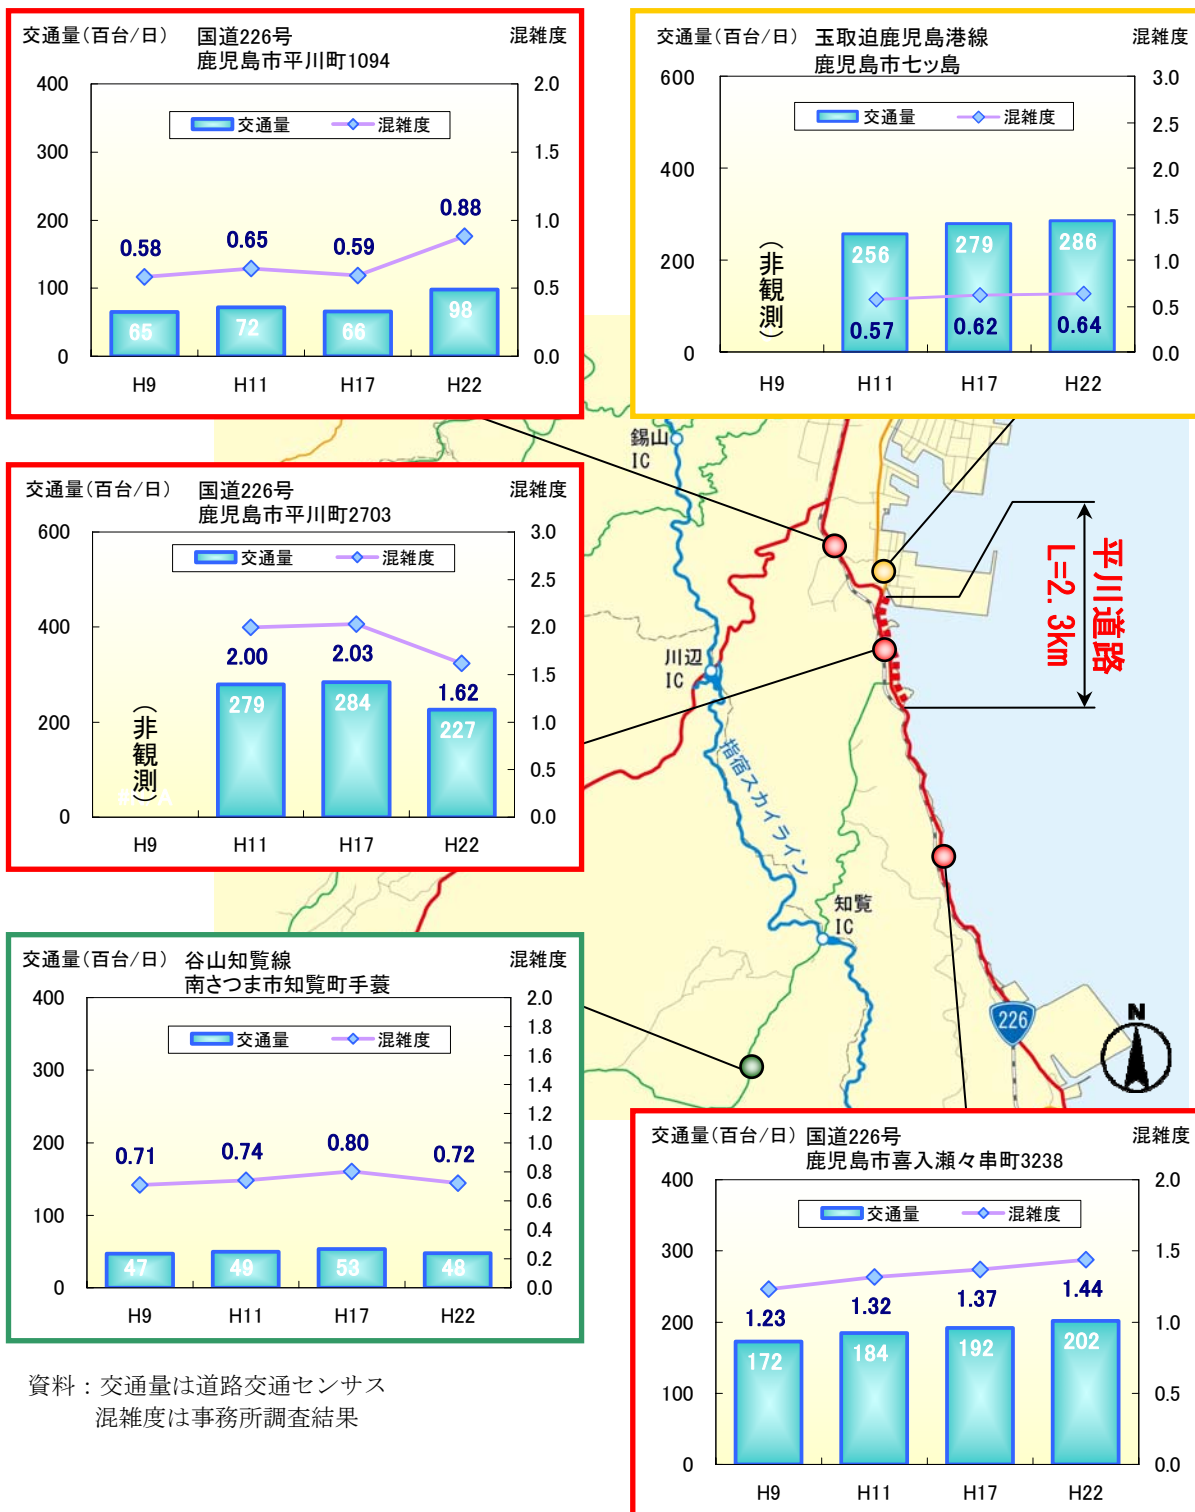 交通量(百台/日)
国道226号
鹿児島市平川町1094
混雑度
交通量
混雑度
400
300
200
100
0
2.0
1.5
1.0
0.5
0.0
0.58
0.65
0.59
0.88
65
72
66
98
H9
H11
H17
H22
交通量(百台/日)
玉取迫鹿児島港線
鹿児島市七ッ島
混雑度
交通量
混雑度
600
400
200
0
3.0
2.5
2.0
1.5
1.0
0.5
0.0
(非観測)
256
279
286
0.57
0.62
0.64
H9
H11
H17
H22
交通量(百台/日)
国道226号
鹿児島市平川町2703
混雑度
交通量
混雑度
600
400
200
0
3.0
2.5
2.0
1.5
1.0
0.5
0.0
2.00
2.03
1.62
(非観測)
279
284
227
H9
H11
H17
H22
錫山
IC
川辺
IC
指宿スカイライン
知覧
IC
平川道路
L=2.3km
226
N
交通量(百台/日)
谷山知覧線
南さつま市知覧町手蓑
混雑度
交通量
混雑度
400
300
200
100
0
2.0
1.8
1.6
1.4
1.2
1.0
0.8
0.6
0.4
0.2
0.0
0.71
0.74
0.80
0.72
47
49
53
48
H9
H11
H17
H22
交通量(百台/日)
国道226号
鹿児島市喜入瀬々串町3238
混雑度
交通量
混雑度
400
300
200
100
0
2.0
1.5
1.0
0.5
0.0
1.23
1.32
1.37
1.44
172
184
192
202
H9
H11
H17
H22
資料：交通量は道路交通センサス
混雑度は事務所調査結果